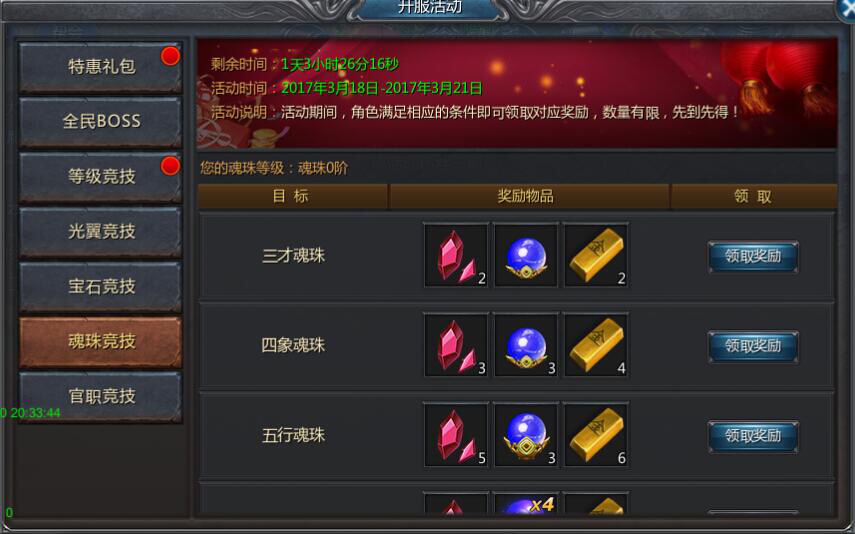 开服活动
特惠礼包
全民BOSS
等级竞技
光翼竞技
宝石竞技
魂珠竞技
官职竞技
0 20:33:44
0
剩余时间：1天3小时26分16秒
活动时间：2017年3月18日-2017年3月21日
活动说明：活动期间，角色满足相应的条件即可领取对应奖励，数量有限，先到先得！
您的魂珠等级：魂珠0阶
目 标 奖励物品 领 取
三才魂珠 2 金 2 领取奖励
四象魂珠 3 3 金 4 领取奖励
五行魂珠 5 3 金 6 领取奖励
x4